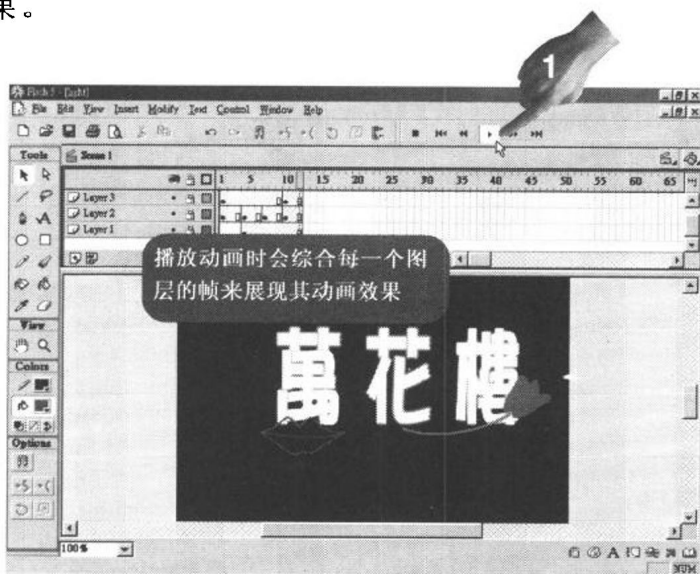 果。
1
Flash 5 - [light]
File Edit View Insert Modify Text Control Window Help
Tools
Scene 1
1 5 10 15 20 25 30 35 40 45 50 55 60 65
Layer 3
Layer 2
Layer 1
播放动画时会综合每一个图
层的帧来展现其动画效果
View
Colors
Options
萬花樓
100%
NUM